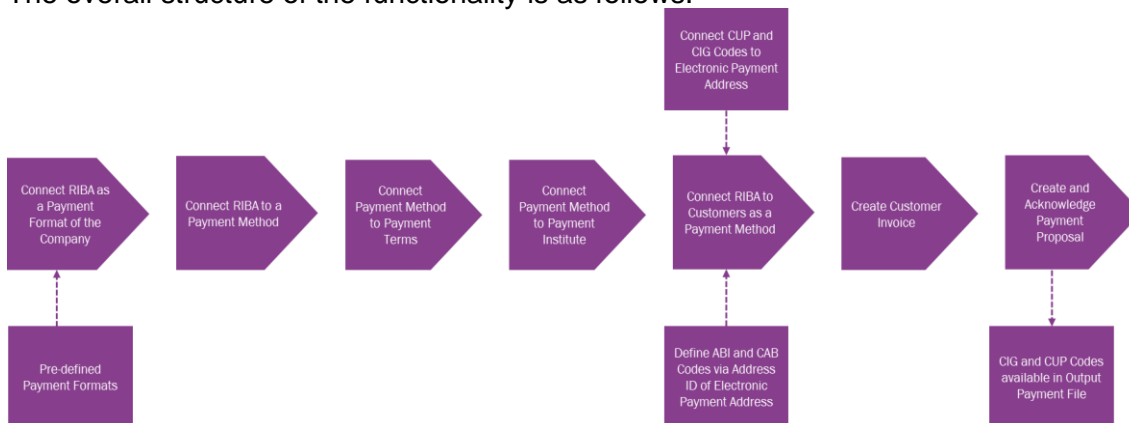 The overall structure of the functionality is as follows:
Connect CUP and
CIG Codes to
Electronic Payment
Address
Connect RIBA as
a Payment
Format of the
Company
Connect RIBA to a
Payment Method
Connect
Payment Method
to Payment
Terms
Connect
Payment Method
to Payment
Institute
Connect RIBA to
Customers as a
Payment Method
Create Customer
Invoice
Create and
Acknowledge
Payment
Proposal
Pre-defined
Payment Formats
Define ABI and CAB
Codes via Address
ID of Electronic
Payment Address
CIG and CUP Codes
available in Output
Payment File